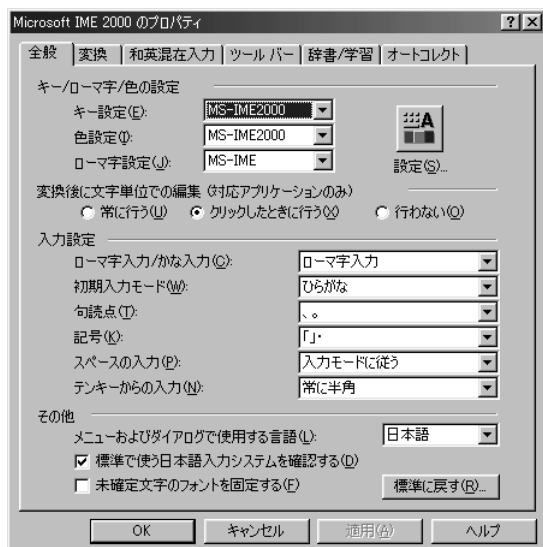 Microsoft IME 2000 のプロパティ
全般 変換 和英混在入力 ツール バー 辞書/学習 オートコレクト
キー/ローマ字/色の設定
キー設定(E): MS-IME2000
色設定(I): MS-IME2000
ローマ字設定(J): MS-IME
設定(S)...
変換後に文字単位での編集 (対応アプリケーションのみ)
常に行う(U) クリックしたときに行う(X) 行わない(O)
入力設定
ローマ字入力/かな入力(C): ローマ字入力
初期入力モード(W): ひらがな
句読点(T): 、。
記号(K): 「」・
スペースの入力(P): 入力モードに従う
テンキーからの入力(N): 常に半角
その他
メニューおよびダイアログで使用する言語(L): 日本語
標準で使う日本語入力システムを確認する(D)
未確定文字のフォントを固定する(F) 標準に戻す(R)...
OK キャンセル 適用(A) ヘルプ